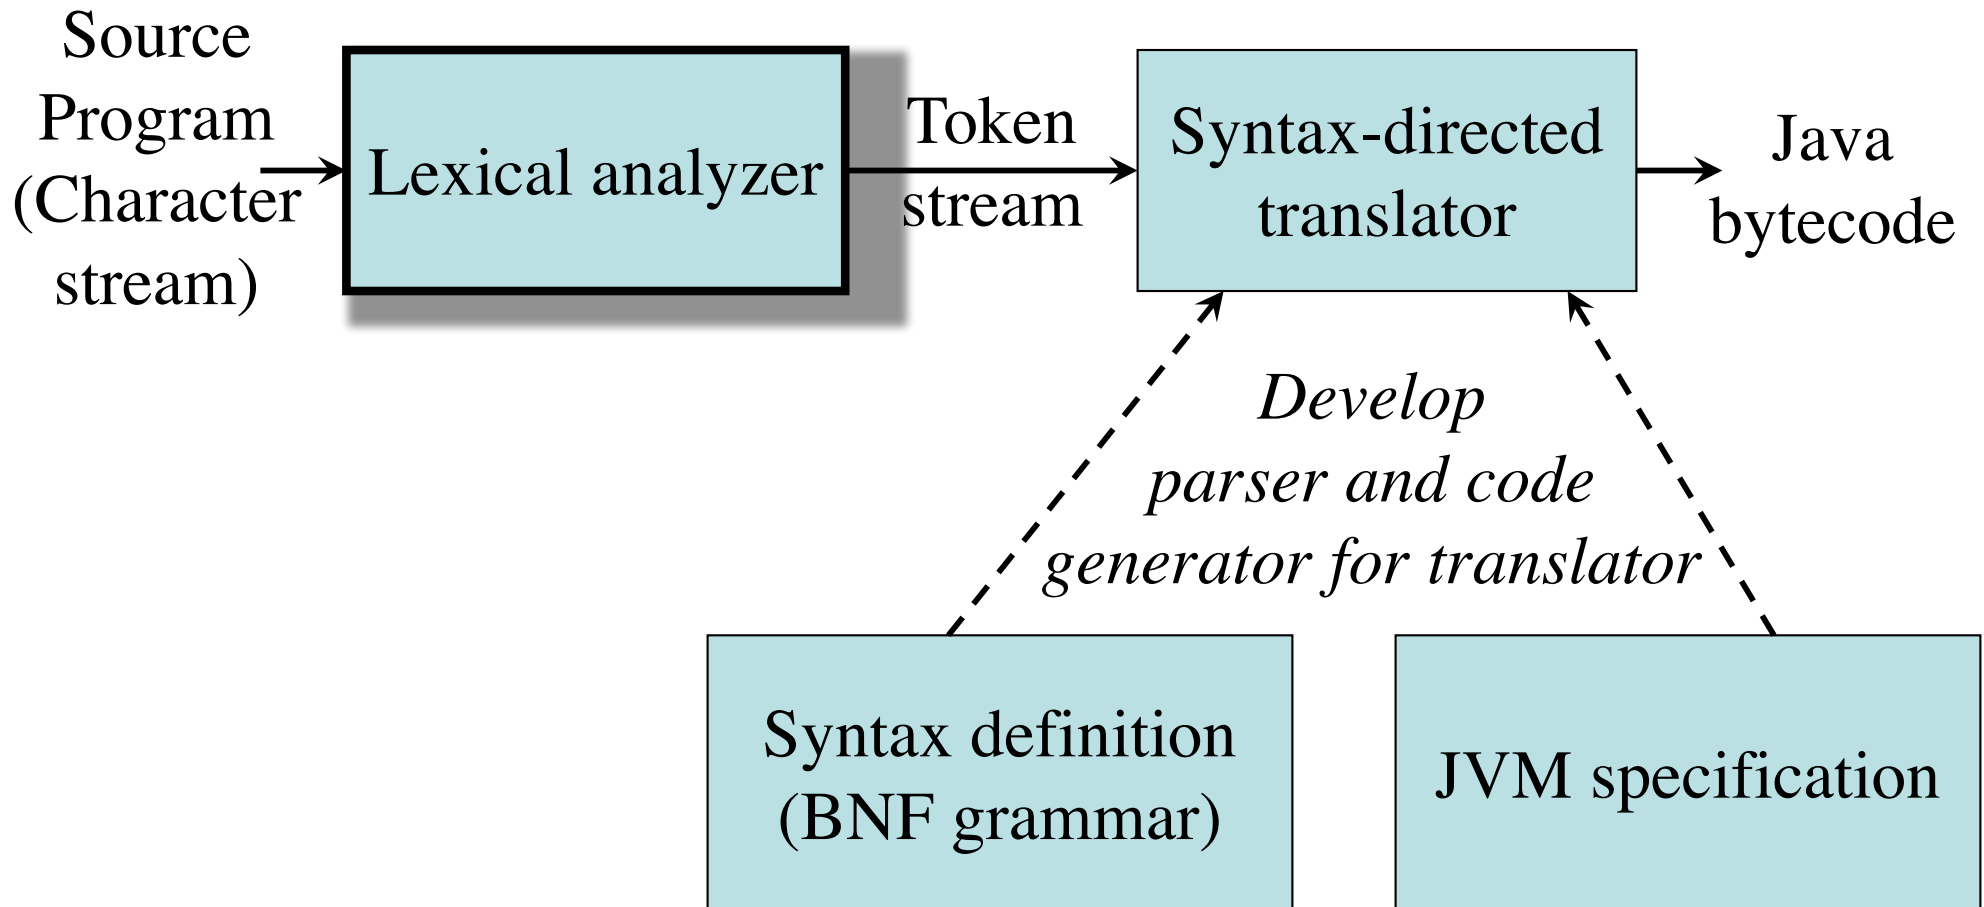 Source
Program
(Character
stream)
Lexical analyzer
Token
stream
Syntax-directed
translator
Java
bytecode
Develop
parser and code
generator for translator
Syntax definition
(BNF grammar)
JVM specification